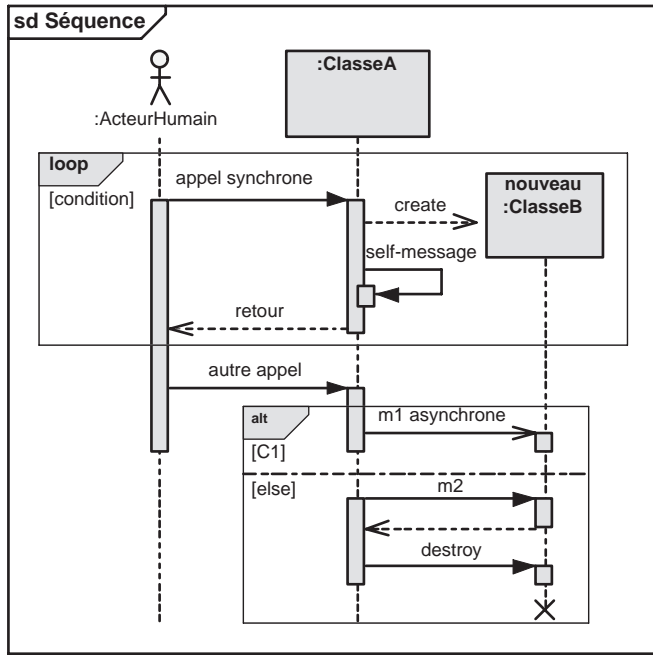 sd Séquence
:ClasseA
:ActeurHumain
loop
[condition]
appel synchrone
create
nouveau
:ClasseB
self-message
retour
autre appel
alt
m1 asynchrone
[C1]
[else]
m2
destroy